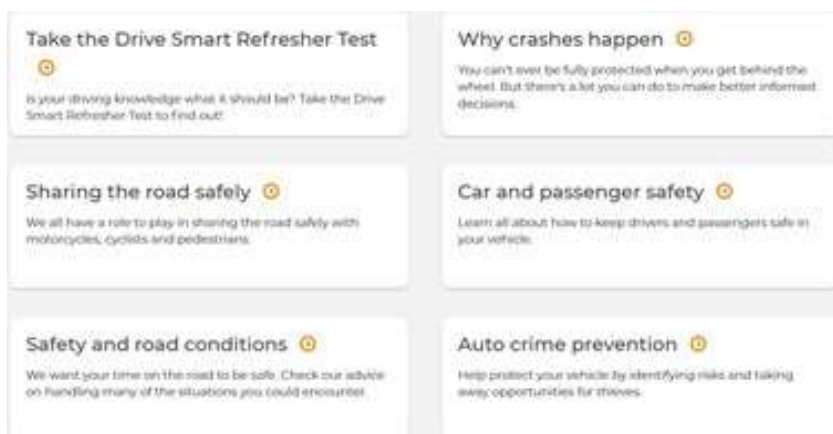 Take the Drive Smart Refresher Test
Is your driving knowledge what it should be? Take the Drive
Smart Refresher Test to find out!
Why crashes happen
You can't ever be fully protected when you get behind the
wheel. But there's a lot you can do to make better informed
decisions.
Sharing the road safely
We all have a role to play in sharing the road safely with
motorcycles, cyclists and pedestrians.
Car and passenger safety
Learn all about how to keep drivers and passengers safe in
your vehicle.
Safety and road conditions
We want your time on the road to be safe. Check our advice
on handling many of the situations you could encounter.
Auto crime prevention
Help protect your vehicle by identifying risks and taking
away opportunities for thieves.